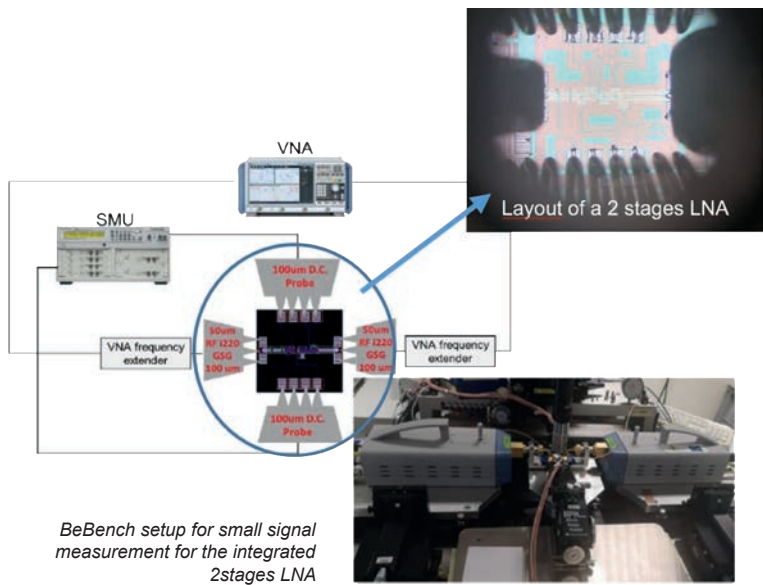 VNA
Layout of a 2 stages LNA
SMU
100um D.C.
Probe
50um
RF i220
GSG
100 um
50um
RF i220
GSG
100 um
VNA frequency
extender
VNA frequency
extender
100um D.C.
Probe
BeBench setup for small signal
measurement for the integrated
2stages LNA